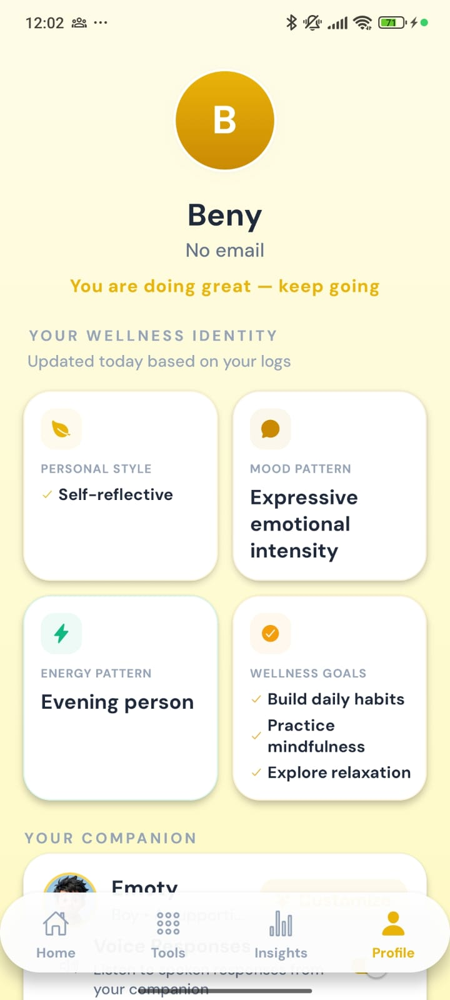 12:02
71
B
Beny
No email
You are doing great — keep going
YOUR WELLNESS IDENTITY
Updated today based on your logs
PERSONAL STYLE
Self-reflective
MOOD PATTERN
Expressive
emotional
intensity
ENERGY PATTERN
Evening person
WELLNESS GOALS
Build daily habits
Practice
mindfulness
Explore relaxation
YOUR COMPANION
Emoty
Customize
Boy
Voice Responses
Listen to spoken responses from
your companion
Home
Tools
Insights
Profile